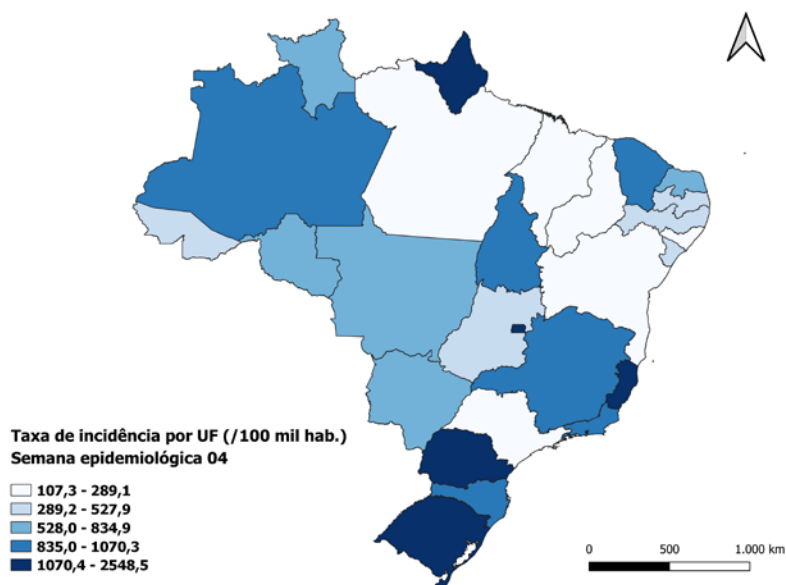 Taxa de incidência por UF (/100 mil hab.)
Semana epidemiológica 04
107,3 - 289,1
289,2 - 527,9
528,0 - 834,9
835,0 - 1070,3
1070,4 - 2548,5
0 500 1.000 km